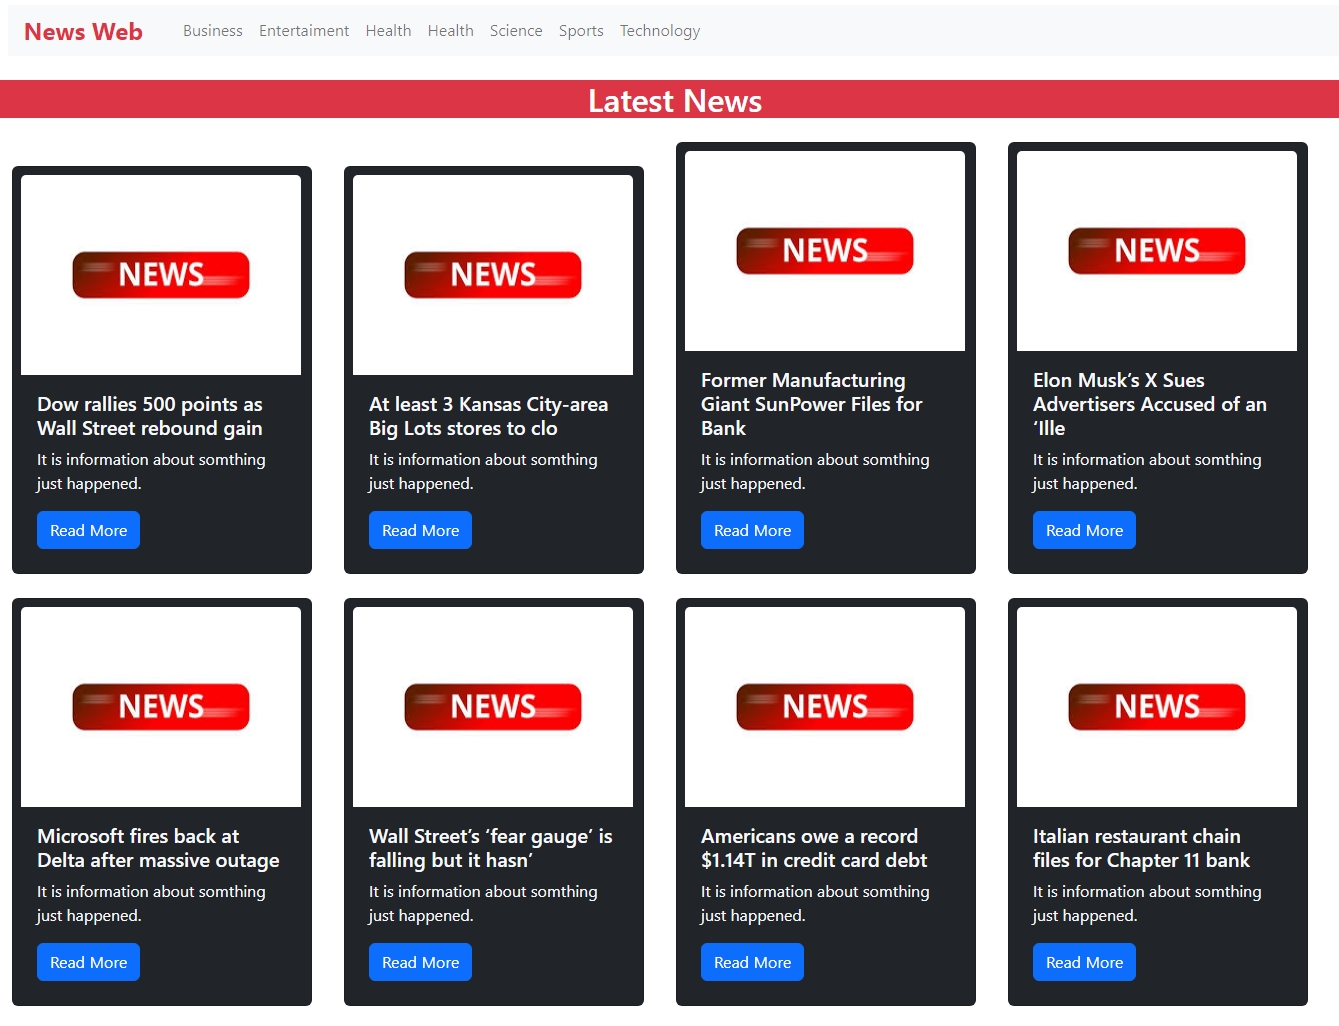 News Web
Business Entertaiment Health Health Science Sports Technology
Latest News
NEWS
Dow rallies 500 points as
Wall Street rebound gain
It is information about somthing
just happened.
Read More
NEWS
At least 3 Kansas City-area
Big Lots stores to clo
It is information about somthing
just happened.
Read More
NEWS
Former Manufacturing
Giant SunPower Files for
Bank
It is information about somthing
just happened.
Read More
NEWS
Elon Musk’s X Sues
Advertisers Accused of an
‘Ille
It is information about somthing
just happened.
Read More
NEWS
Microsoft fires back at
Delta after massive outage
It is information about somthing
just happened.
Read More
NEWS
Wall Street’s ‘fear gauge’ is
falling but it hasn’
It is information about somthing
just happened.
Read More
NEWS
Americans owe a record
$1.14T in credit card debt
It is information about somthing
just happened.
Read More
NEWS
Italian restaurant chain
files for Chapter 11 bank
It is information about somthing
just happened.
Read More